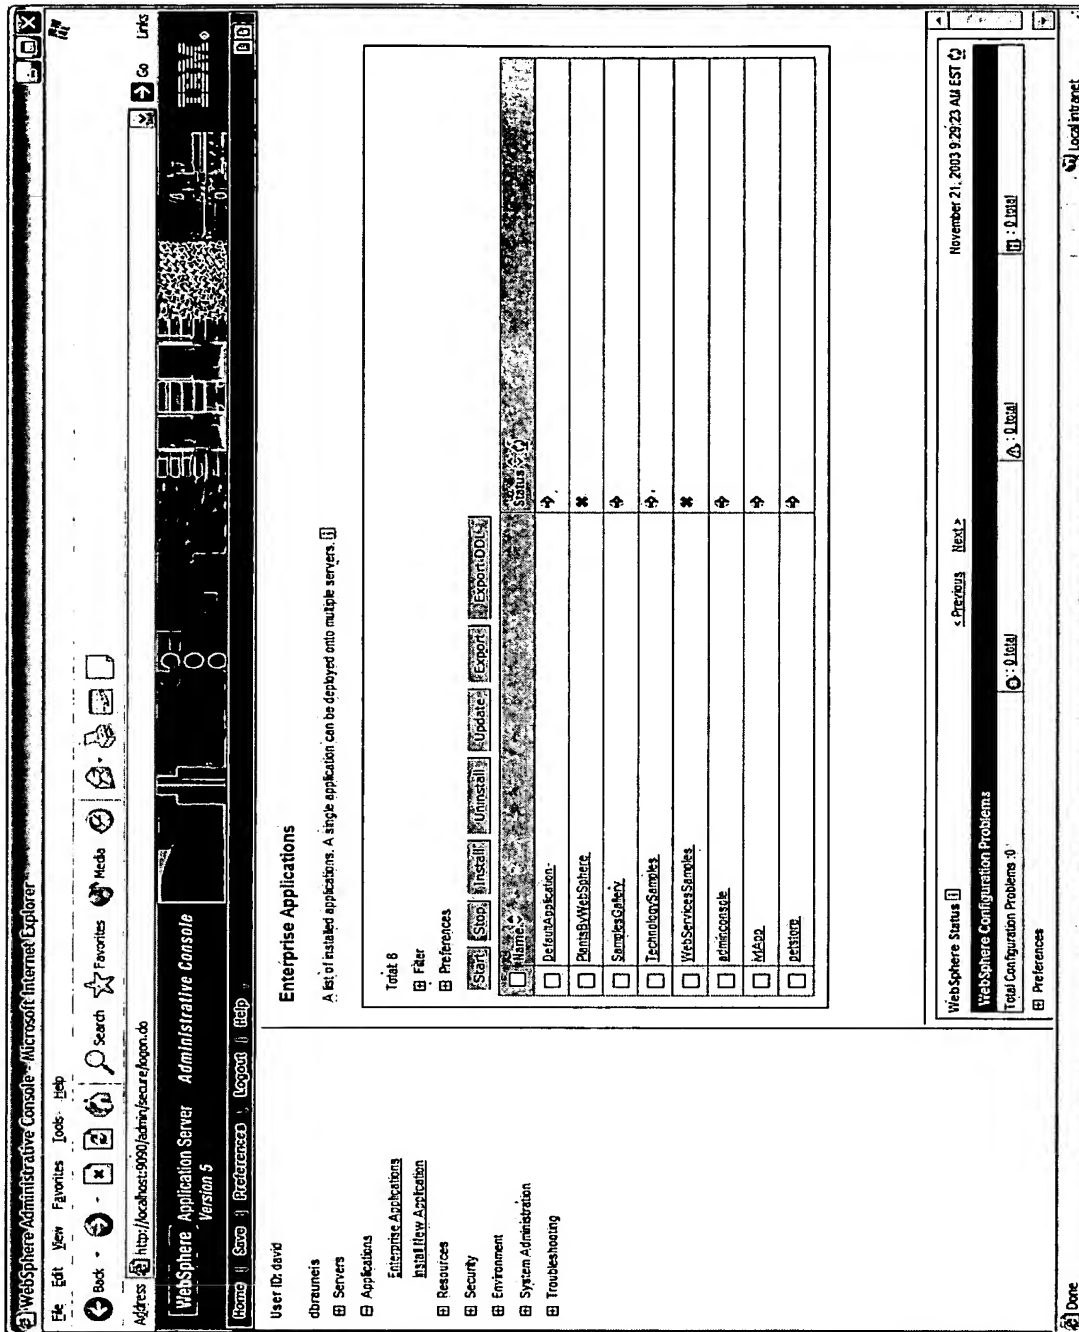 WebSphere Administrative Console - Microsoft Internet Explorer
File Edit View Favorites Tools Help
Back Search Favorites Media
Address http://localhost:9090/admin/secure/logon.do Go Links
WebSphere Application Server Administrative Console
Version 5
IBM
Home | Save | Preferences | Logout | Help
User ID: david
dbrauneis
Servers
Applications
Enterprise Applications
Install New Application
Resources
Security
Environment
System Administration
Troubleshooting
Enterprise Applications
A list of installed applications. A single application can be deployed onto multiple servers.
Total: 8
Filter
Preferences
Start Stop Install Uninstall Update Export Export DDL
Name Status
DefaultApplication
PlantsByWebSphere
SamplesGallery
TechnologySamples
WebServicesSamples
adminconsole
MApp
petstore
WebSphere Status < Previous Next > November 21, 2003 9:29:23 AM EST
WebSphere Configuration Problems
Total Configuration Problems :0 : 0 total : 0 total : 0 total
Preferences
Done Local intranet